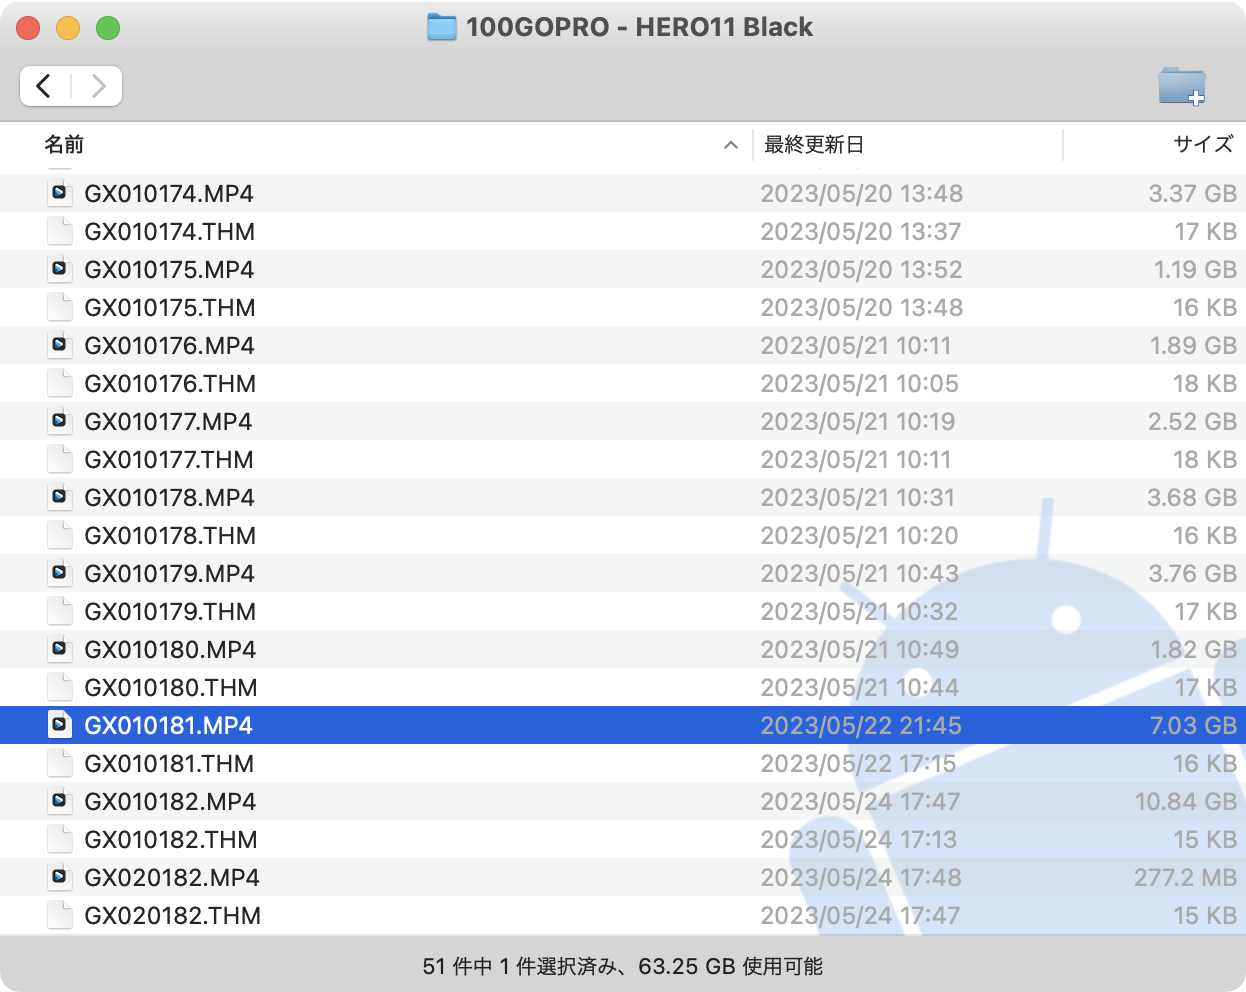 100GOPRO - HERO11 Black
名前 最終更新日 サイズ
GX010174.MP4 2023/05/20 13:48 3.37 GB
GX010174.THM 2023/05/20 13:37 17 KB
GX010175.MP4 2023/05/20 13:52 1.19 GB
GX010175.THM 2023/05/20 13:48 16 KB
GX010176.MP4 2023/05/21 10:11 1.89 GB
GX010176.THM 2023/05/21 10:05 18 KB
GX010177.MP4 2023/05/21 10:19 2.52 GB
GX010177.THM 2023/05/21 10:11 18 KB
GX010178.MP4 2023/05/21 10:31 3.68 GB
GX010178.THM 2023/05/21 10:20 16 KB
GX010179.MP4 2023/05/21 10:43 3.76 GB
GX010179.THM 2023/05/21 10:32 17 KB
GX010180.MP4 2023/05/21 10:49 1.82 GB
GX010180.THM 2023/05/21 10:44 17 KB
GX010181.MP4 2023/05/22 21:45 7.03 GB
GX010181.THM 2023/05/22 17:15 16 KB
GX010182.MP4 2023/05/24 17:47 10.84 GB
GX010182.THM 2023/05/24 17:13 15 KB
GX020182.MP4 2023/05/24 17:48 277.2 MB
GX020182.THM 2023/05/24 17:47 15 KB
51 件中 1 件選択済み、63.25 GB 使用可能